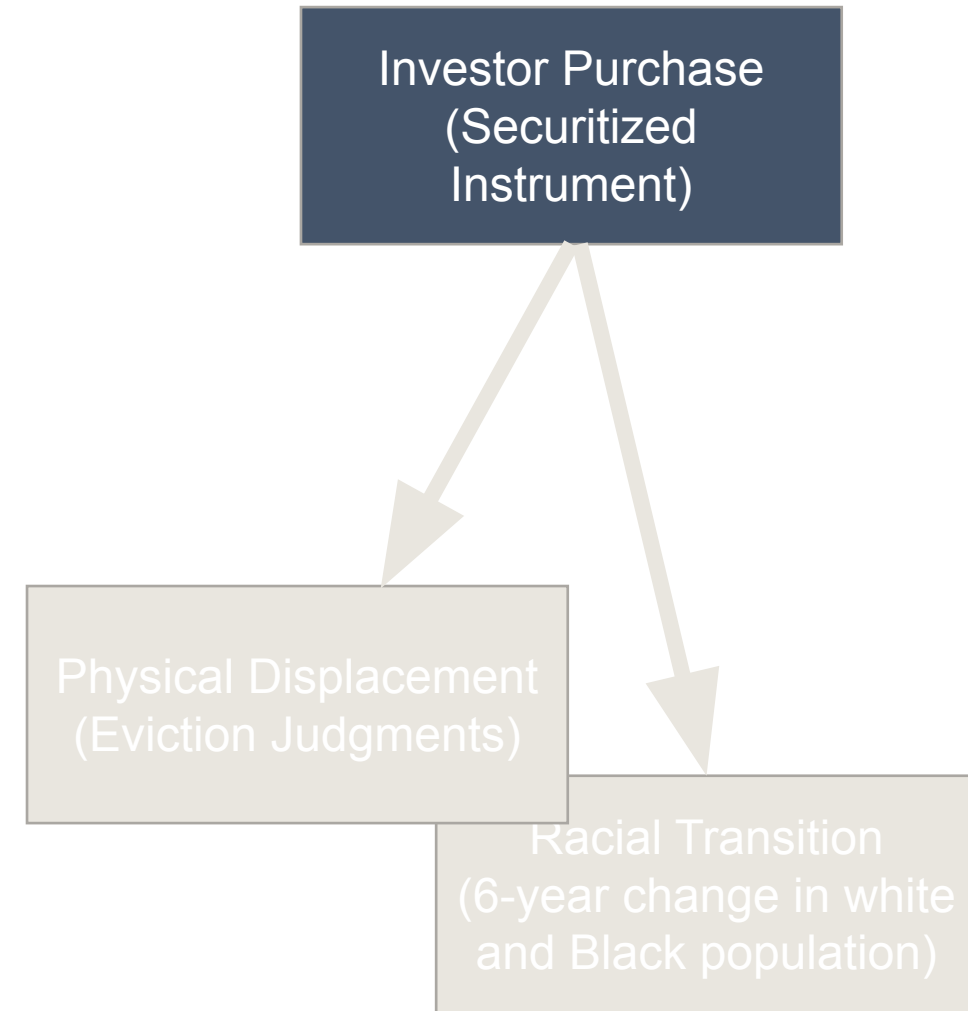 Investor Purchase
(Securitized
Instrument)
Physical Displacement
(Eviction Judgments)
Racial Transition
(6-year change in white
and Black population)